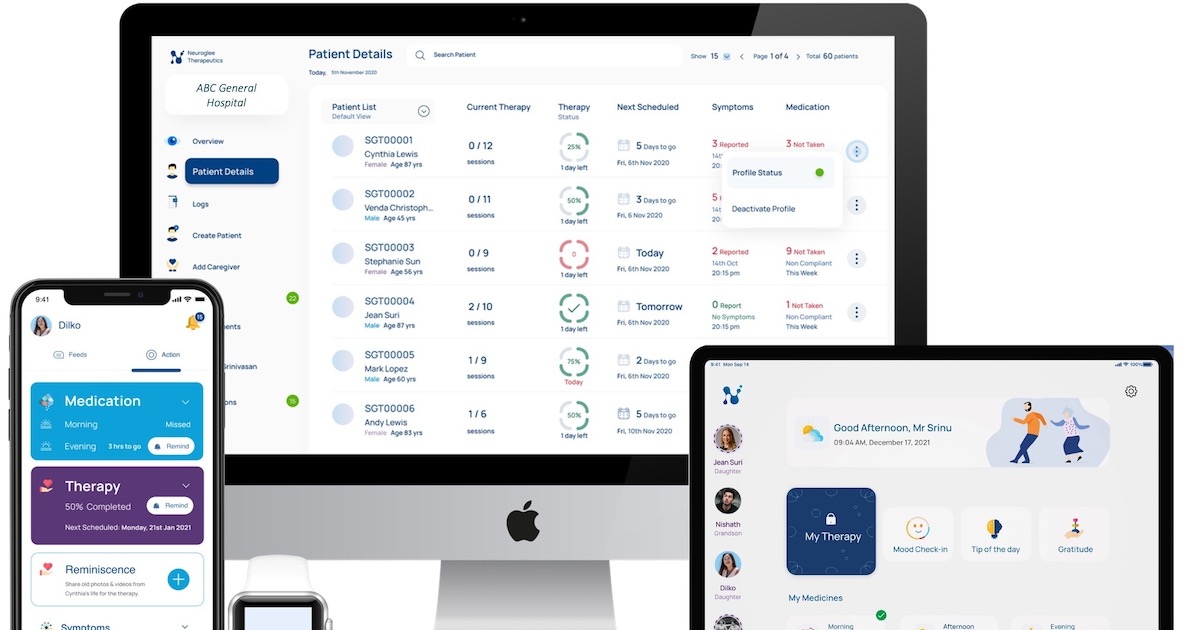 Neuroglee
Therapeutics
ABC General
Hospital
Overview
Patient Details
Logs
Create Patient
Add Caregiver
22
Srinivasan
15
Patient Details
Search Patient
Show 15
Page 1 of 4
Total 60 patients
Today, 5th November 2020
Patient List
Default View
Current Therapy
Therapy
Status
Next Scheduled
Symptoms
Medication
SGT00001
Cynthia Lewis
Female Age 87 yrs
0 / 12
sessions
25%
1 day left
5 Days to go
Fri, 6th Nov 2020
3 Reported
14th
20:
3 Not Taken
Profile Status
Deactivate Profile
SGT00002
Venda Christoph...
Male Age 45 yrs
0 / 11
sessions
50%
1 day left
3 Days to go
Fri, 6 Nov 2020
5
14th
20:
SGT00003
Stephanie Sun
Female Age 56 yrs
0 / 9
sessions
0
1 day left
Today
Fri, 6th Nov 2020
2 Reported
14th Oct
20:15 pm
9 Not Taken
Non Compliant
This Week
SGT00004
Jean Suri
Male Age 87 yrs
2 / 10
sessions
1 day left
Tomorrow
Fri, 13th Nov 2020
0 Report
No Symptoms
20:15 pm
1 Not Taken
Non Compliant
This Week
SGT00005
Mark Lopez
Male Age 60 yrs
1 / 9
sessions
75%
Today
2 Days to go
Fri, 6th Nov 2020
SGT00006
Andy Lewis
Female Age 83 yrs
1 / 6
sessions
50%
1 day left
5 Days to go
Fri, 10th Nov 2020
9:41
Dilko
15
Feeds
Action
Medication
Morning Missed
Evening 3 hrs to go Remind
Therapy
50% Completed Remind
Next Scheduled: Monday, 21st Jan 2021
Reminiscence
Share old photos & videos from
Cynthia's life for the therapy.
Symptoms
9:41 Mon Sep 14
100%
Good Afternoon, Mr Srinu
09:04 AM, December 17, 2021
Jean Suri
Daughter
Nishath
Grandson
Dilko
Daughter
My Therapy
Mood Check-in
Tip of the day
Gratitude
My Medicines
Morning
Afternoon
Evening